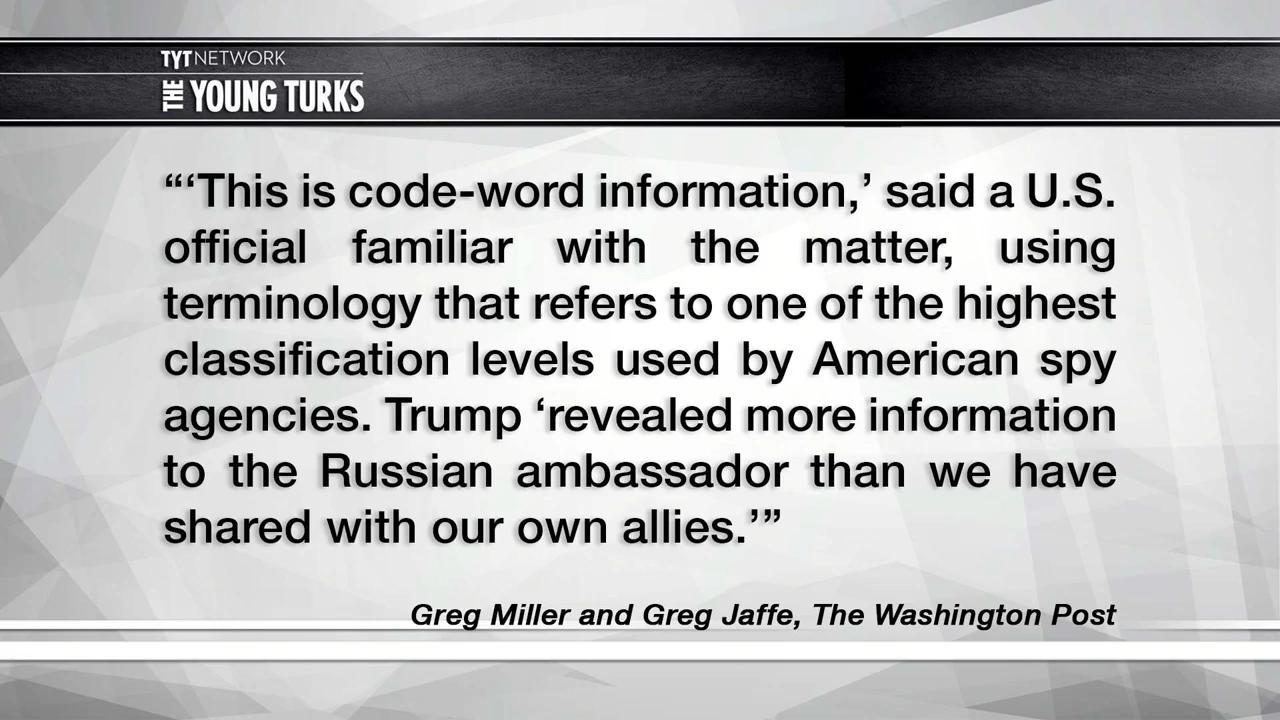 TYT NETWORK
THE YOUNG TURKS
“‘This is code-word information,’ said a U.S.
official familiar with the matter, using
terminology that refers to one of the highest
classification levels used by American spy
agencies. Trump ‘revealed more information
to the Russian ambassador than we have
shared with our own allies.’”
Greg Miller and Greg Jaffe, The Washington Post